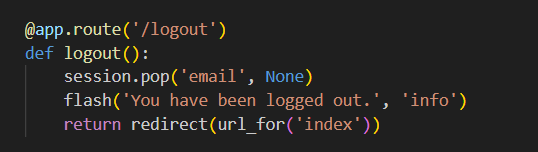 @app.route('/logout')
def logout():
    session.pop('email', None)
    flash('You have been logged out.', 'info')
    return redirect(url_for('index'))